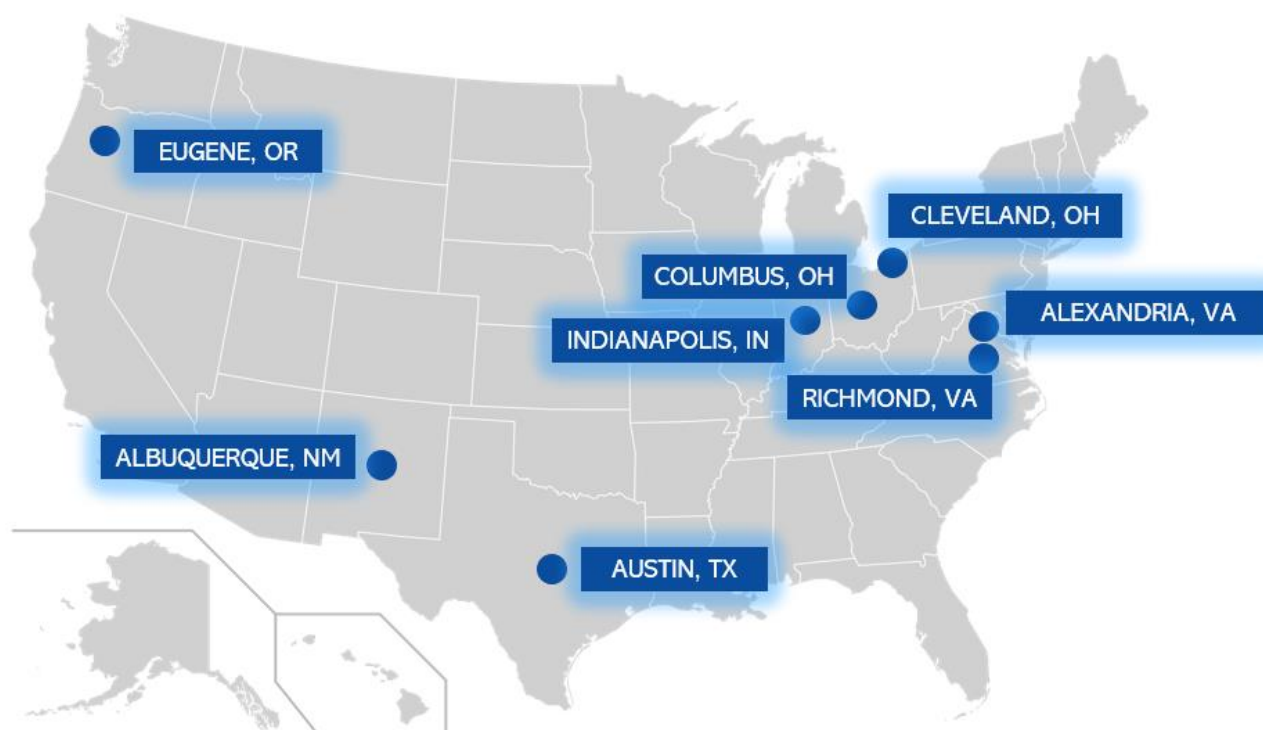 EUGENE, OR
CLEVELAND, OH
COLUMBUS, OH
ALEXANDRIA, VA
INDIANAPOLIS, IN
RICHMOND, VA
ALBUQUERQUE, NM
AUSTIN, TX